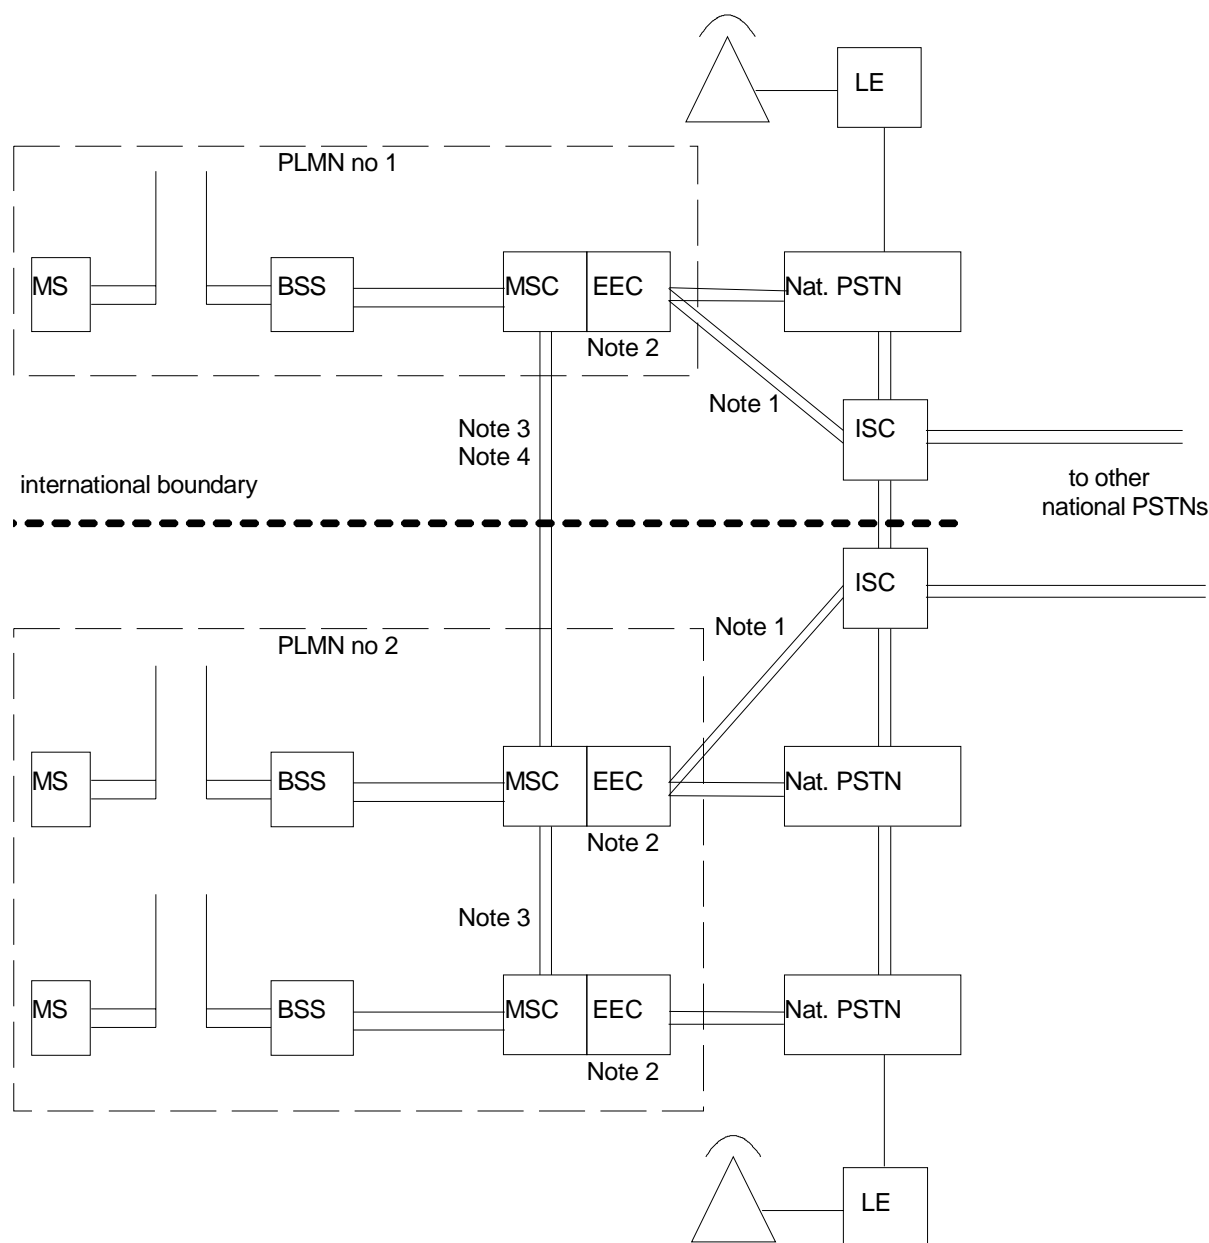 LE
PLMN no 1
MS
BSS
MSC
EEC
Nat. PSTN
Note 2
Note 1
ISC
Note 3
Note 4
to other
national PSTNs
international boundary
ISC
Note 1
PLMN no 2
MS
BSS
MSC
EEC
Nat. PSTN
Note 2
Note 3
MS
BSS
MSC
EEC
Nat. PSTN
Note 2
LE